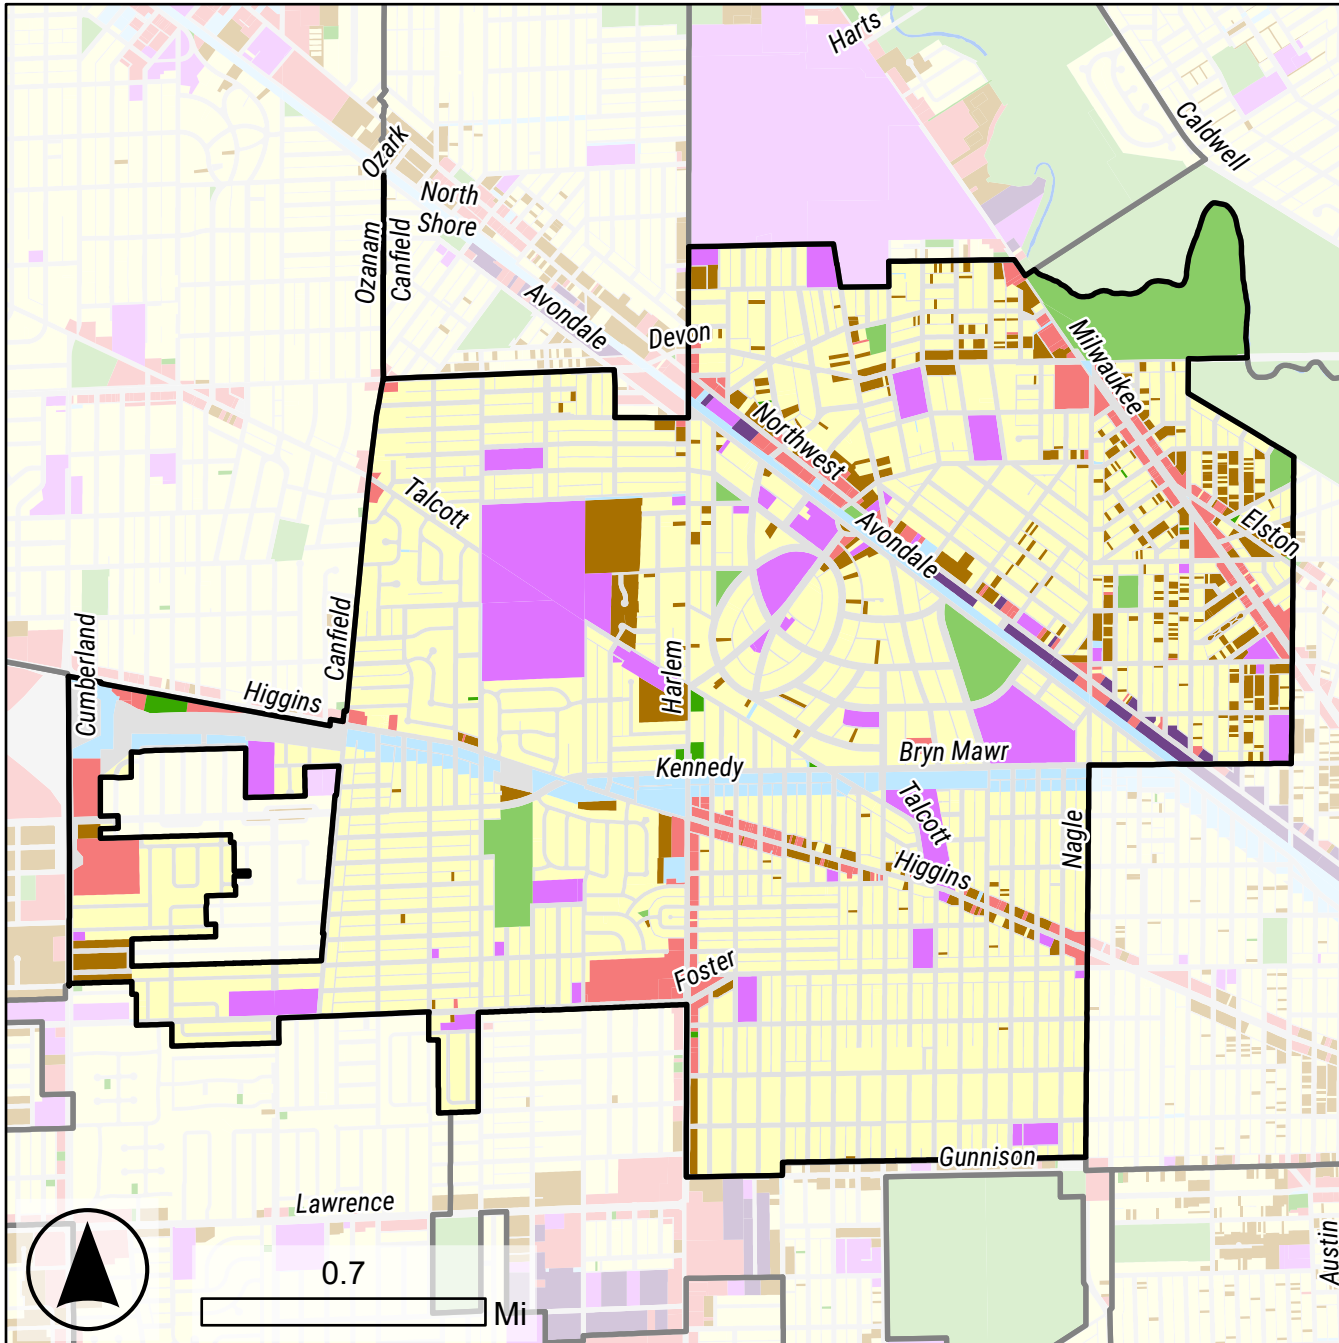 Harts
Caldwell
Ozark
North
Shore
Ozanam
Canfield
Avondale
Devon
Milwaukee
Northwest
Talcott
Avondale
Elston
Cumberland
Canfield
Harlem
Higgins
Bryn Mawr
Kennedy
Talcott
Nagle
Higgins
Foster
Gunnison
Lawrence
Austin
0.7
Mi